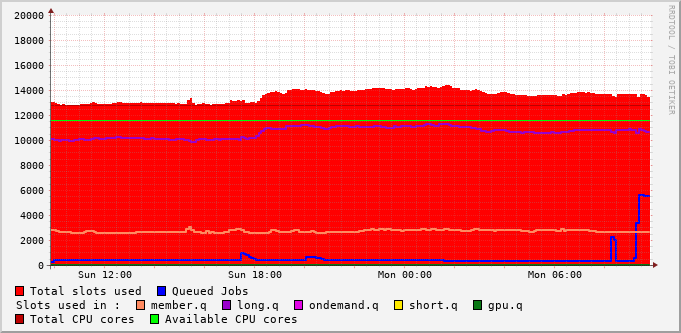 20000
18000
16000
14000
12000
10000
8000
6000
4000
2000
0
Sun 12:00 Sun 18:00 Mon 00:00 Mon 06:00
RRDTOOL / TOBI OETIKER
Total slots used Queued Jobs
Slots used in : member.q long.q ondemand.q short.q gpu.q
Total CPU cores Available CPU cores